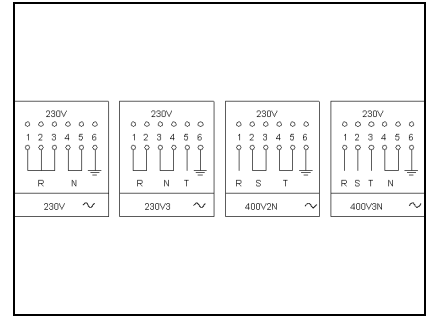 230V
1 2 3 4 5 6
R N
230V
230V
1 2 3 4 5 6
R N T
230V3
230V
1 2 3 4 5 6
R S T
400V2N
230V
1 2 3 4 5 6
R S T N
400V3N